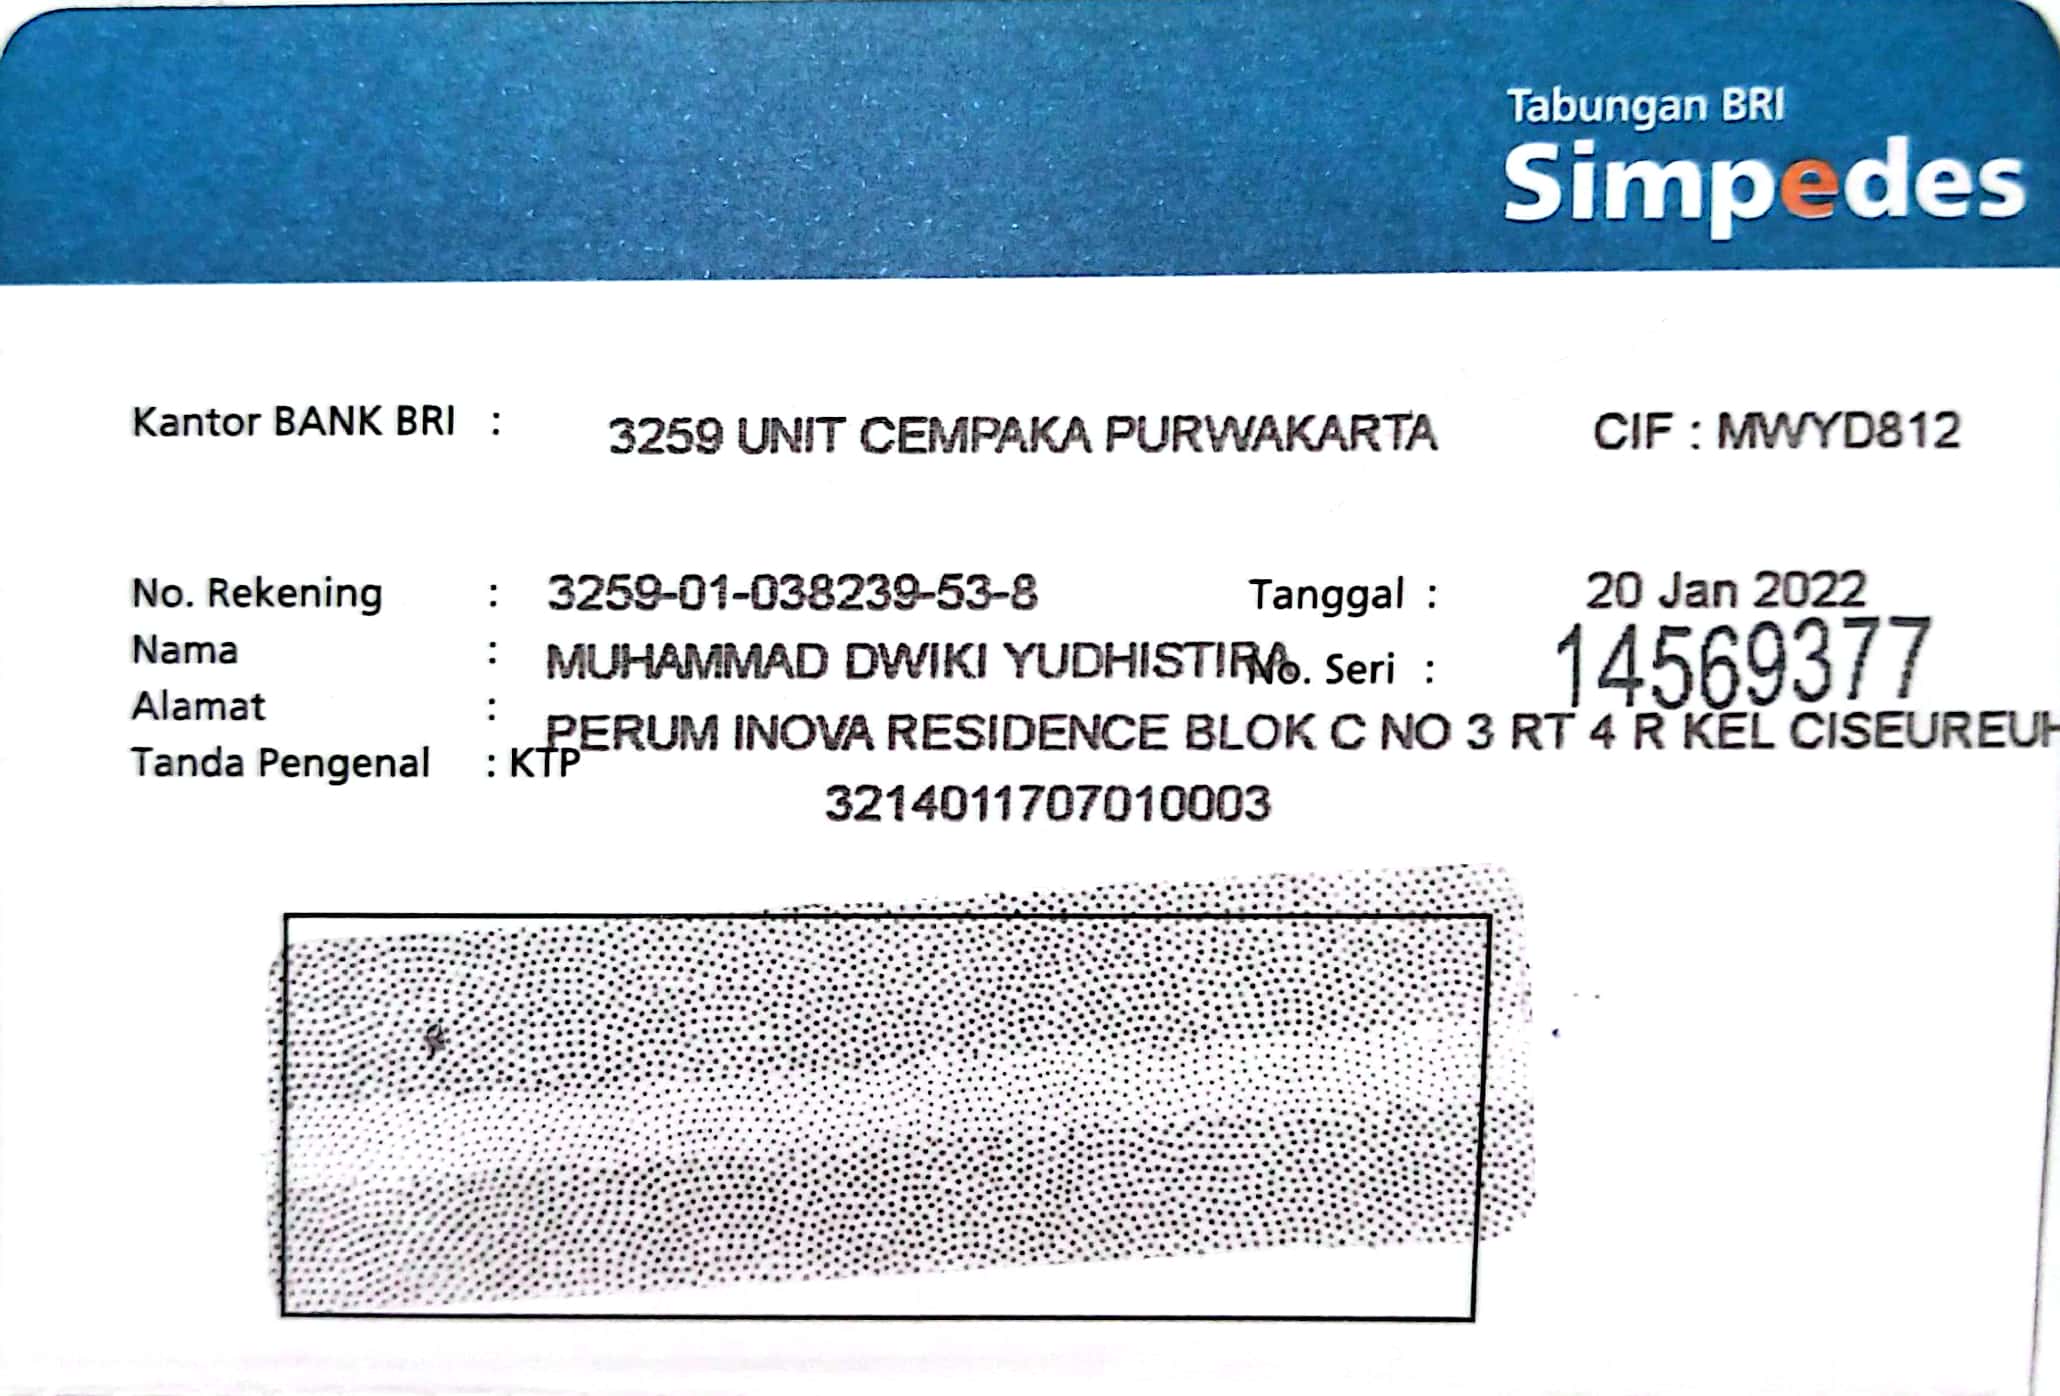 Tabungan BRI
Simpedes
Kantor BANK BRI : 3259 UNIT CEMPAKA PURWAKARTA CIF : MWYD812
No. Rekening : 3259-01-038239-53-8 Tanggal : 20 Jan 2022
Nama : MUHAMMAD DWIKI YUDHISTIRA No. Seri : 14569377
Alamat : PERUM INOVA RESIDENCE BLOK C NO 3 RT 4 R KEL CISEUREUH
Tanda Pengenal : KTP
3214011707010003